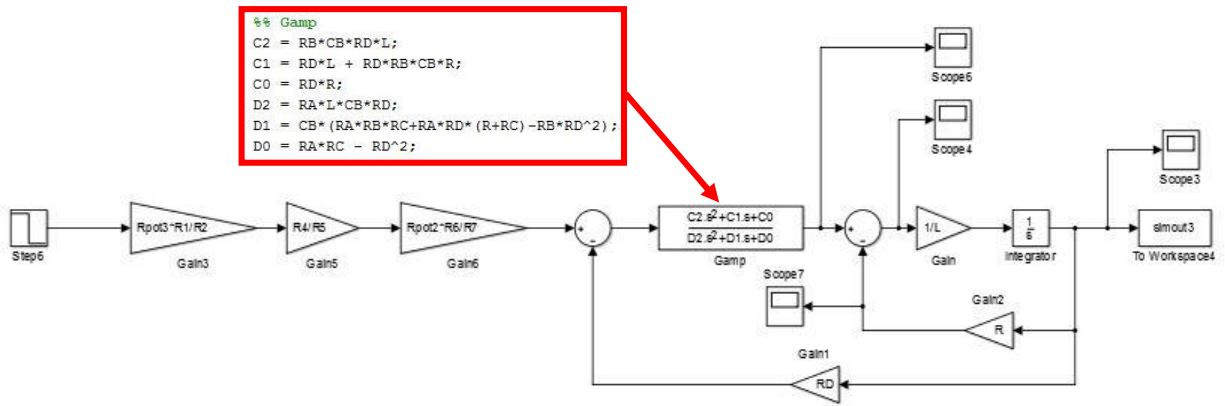 %% Gamp
C2 = RB*CB*RD*L;
C1 = RD*L + RD*RB*CB*R;
C0 = RD*R;
D2 = RA*L*CB*RD;
D1 = CB*(RA*RB*RC+RA*RD*(R+RC)-RB*RD^2);
D0 = RA*RC - RD^2;
Scope6
Scope4
Scope3
Step6
Rpot3*R1/R2
Gain3
R4/R5
Gain5
Rpot2*R6/R7
Gain6
+
-
C2.s²+C1.s+C0
D2.s²+D1.s+D0
Gamp
+
-
1/L
Gain
1
s
Integrator
simout3
To Workspace4
Scope7
Gain2
R
Gain1
RD